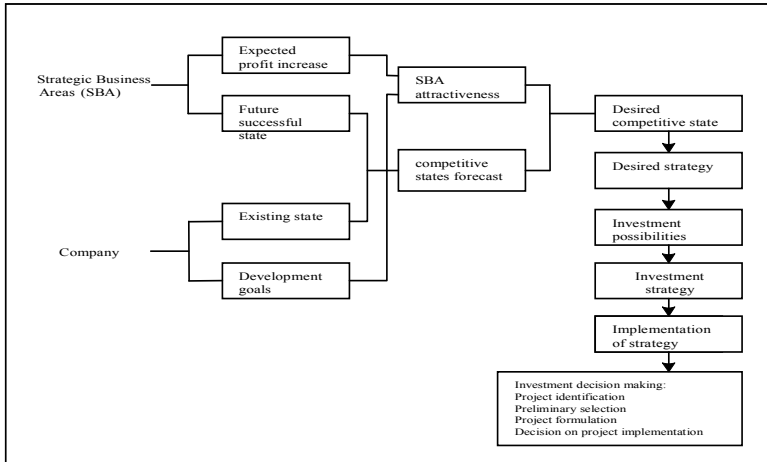 Strategic Business
Areas (SBA)
Expected
profit increase
Future
successful
state
SBA
attractiveness
competitive
states forecast
Company
Existing state
Development
goals
Desired
competitive state
Desired strategy
Investment
possibilities
Investment
strategy
Implementation
of strategy
Investment decision making:
Project identification
Preliminary selection
Project formulation
Decision on project implementation